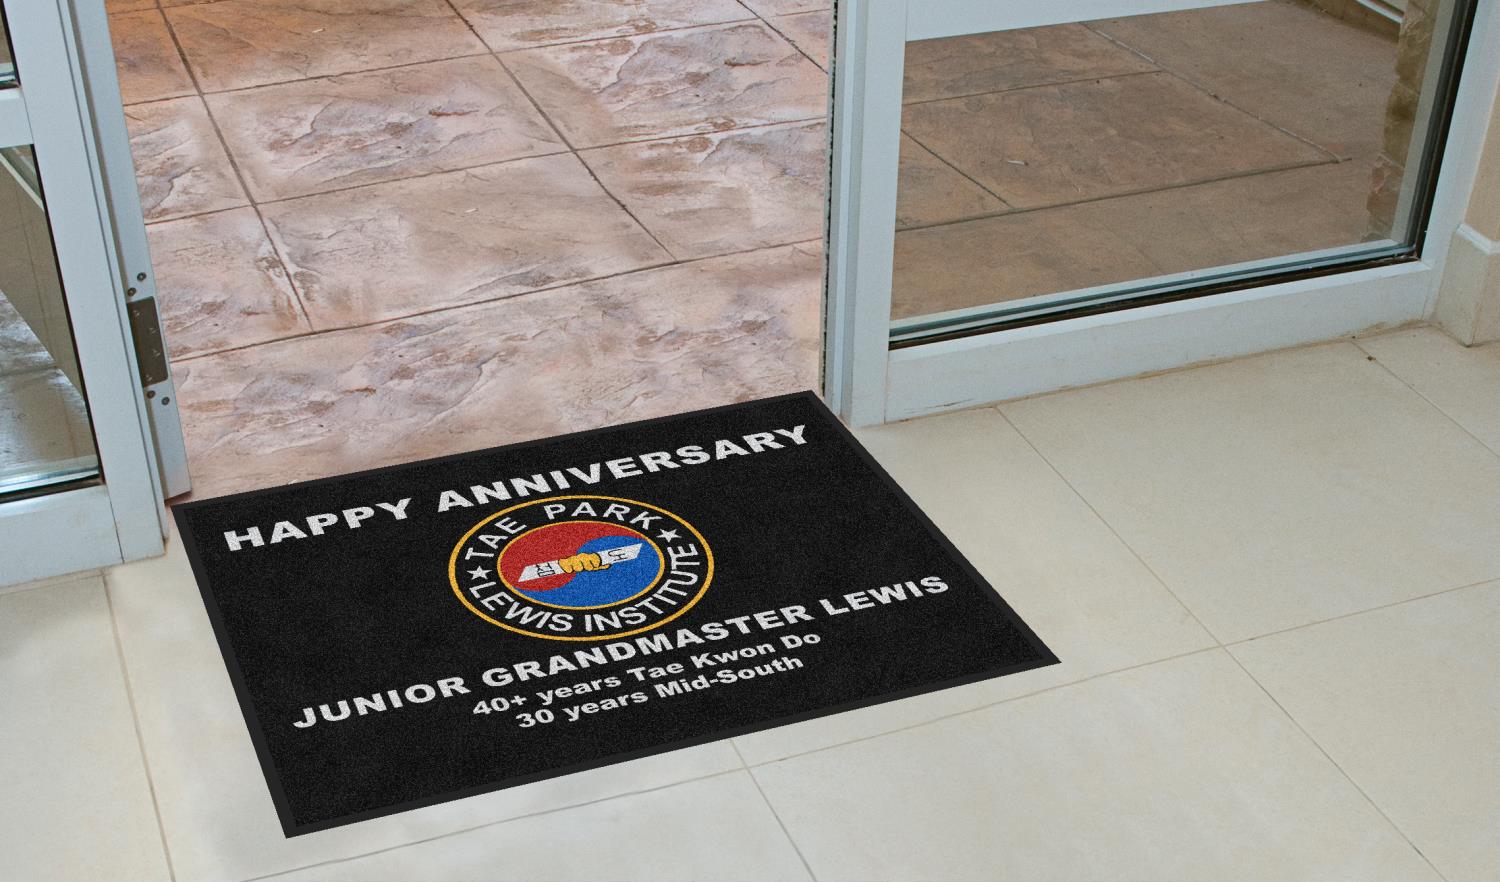 HAPPY ANNIVERSARY
TAE PARK
LEWIS INSTITUTE
JUNIOR GRANDMASTER LEWIS
40+ years Tae Kwon Do
30 years Mid-South